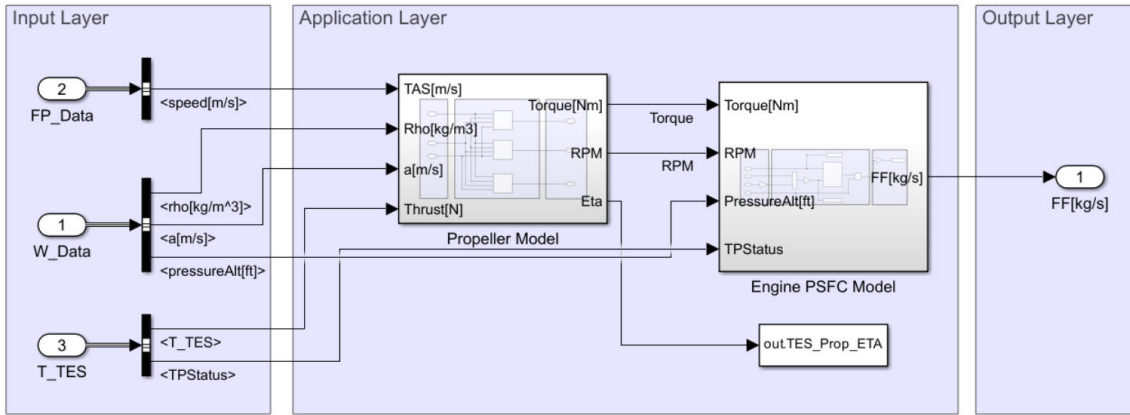 Input Layer
Application Layer
Output Layer
2
FP_Data
<speed[m/s]>
1
W_Data
<rho[kg/m^3]>
<a[m/s]>
<pressureAlt[ft]>
3
T_TES
<T_TES>
<TPStatus>
TAS[m/s]
Rho[kg/m3]
a[m/s]
Thrust[N]
Torque[Nm]
RPM
Eta
Propeller Model
Torque
RPM
Torque[Nm]
RPM
PressureAlt[ft]
TPStatus
FF[kg/s]
Engine PSFC Model
out.TES_Prop_ETA
1
FF[kg/s]